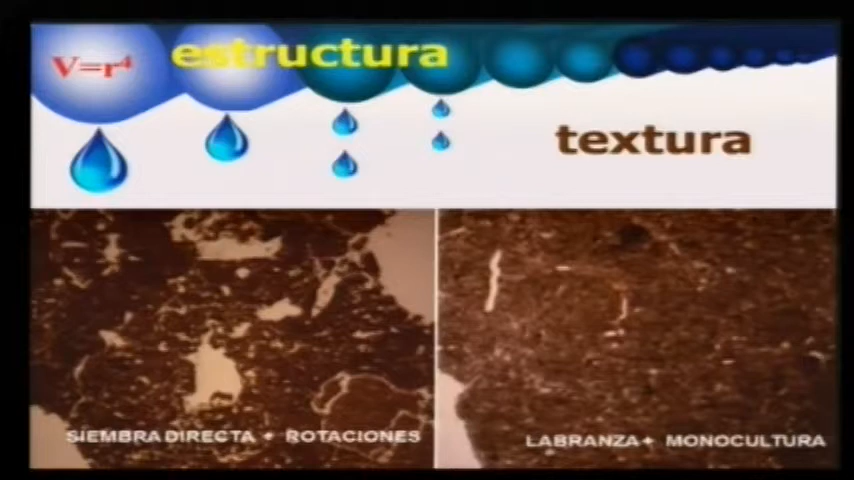 V=r⁴
estructura
textura
SIEMBRA DIRECTA + ROTACIONES
LABRANZA+ MONOCULTURA